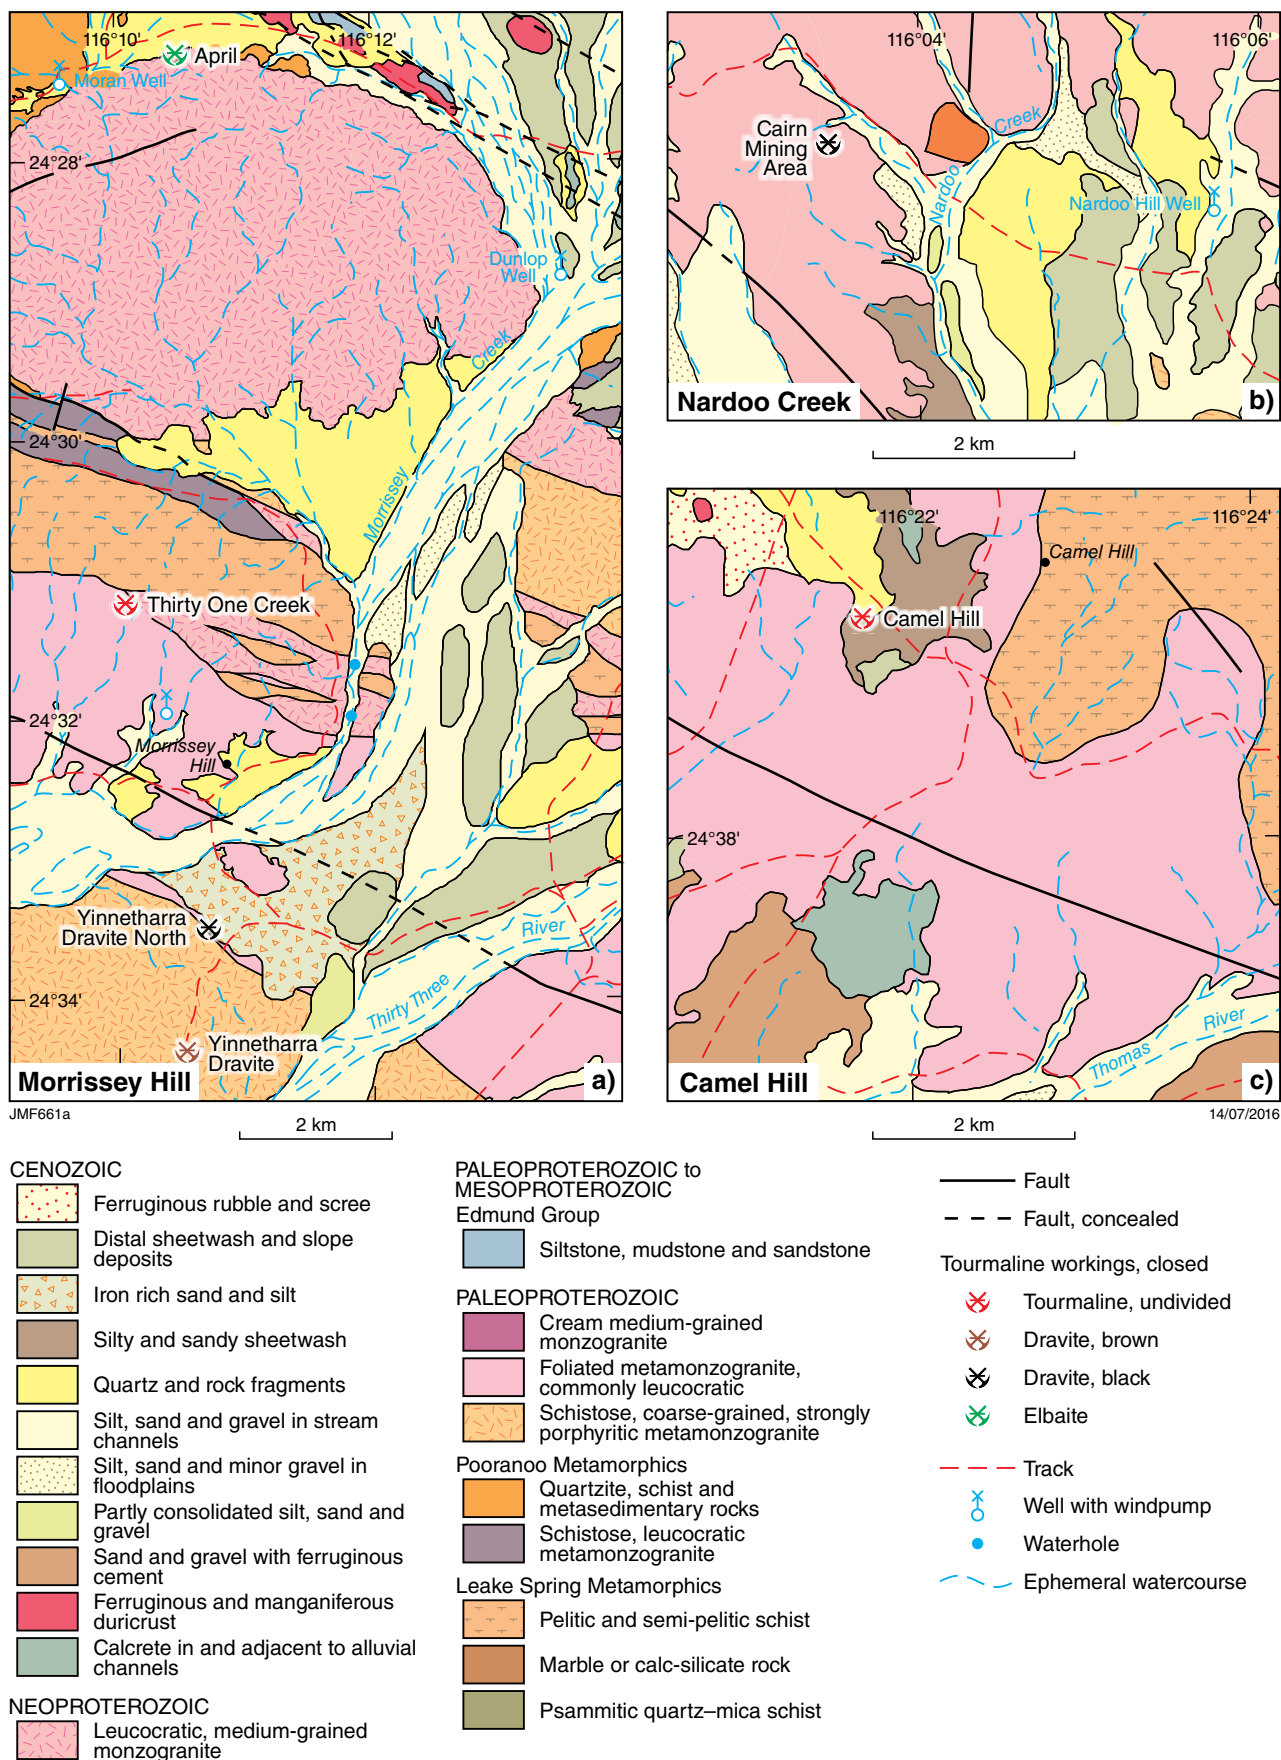 116°10'
116°12'
April
Moran Well
24°28'
Dunlop
Well
Creek
24°30'
Morrissey
Thirty One Creek
24°32'
Morrissey
Hill
Yinnetharra
Dravite North
River
24°34'
Thirty Three
Yinnetharra
Dravite
Morrissey Hill
a)
JMF661a
2 km
116°04'
116°06'
Cairn
Mining
Area
Creek
Nardoo
Nardoo Hill Well
Nardoo Creek
b)
2 km
116°22'
116°24'
Camel Hill
Camel Hill
24°38'
River
Thomas
Camel Hill
c)
14/07/2016
2 km
CENOZOIC
Ferruginous rubble and scree
Distal sheetwash and slope
deposits
Iron rich sand and silt
Silty and sandy sheetwash
Quartz and rock fragments
Silt, sand and gravel in stream
channels
Silt, sand and minor gravel in
floodplains
Partly consolidated silt, sand and
gravel
Sand and gravel with ferruginous
cement
Ferruginous and manganiferous
duricrust
Calcrete in and adjacent to alluvial
channels
NEOPROTEROZOIC
Leucocratic, medium-grained
monzogranite
PALEOPROTEROZOIC to
MESOPROTEROZOIC
Edmund Group
Siltstone, mudstone and sandstone
PALEOPROTEROZOIC
Cream medium-grained
monzogranite
Foliated metamonzogranite,
commonly leucocratic
Schistose, coarse-grained, strongly
porphyritic metamonzogranite
Pooranoo Metamorphics
Quartzite, schist and
metasedimentary rocks
Schistose, leucocratic
metamonzogranite
Leake Spring Metamorphics
Pelitic and semi-pelitic schist
Marble or calc-silicate rock
Psammitic quartz–mica schist
Fault
Fault, concealed
Tourmaline workings, closed
Tourmaline, undivided
Dravite, brown
Dravite, black
Elbaite
Track
Well with windpump
Waterhole
Ephemeral watercourse